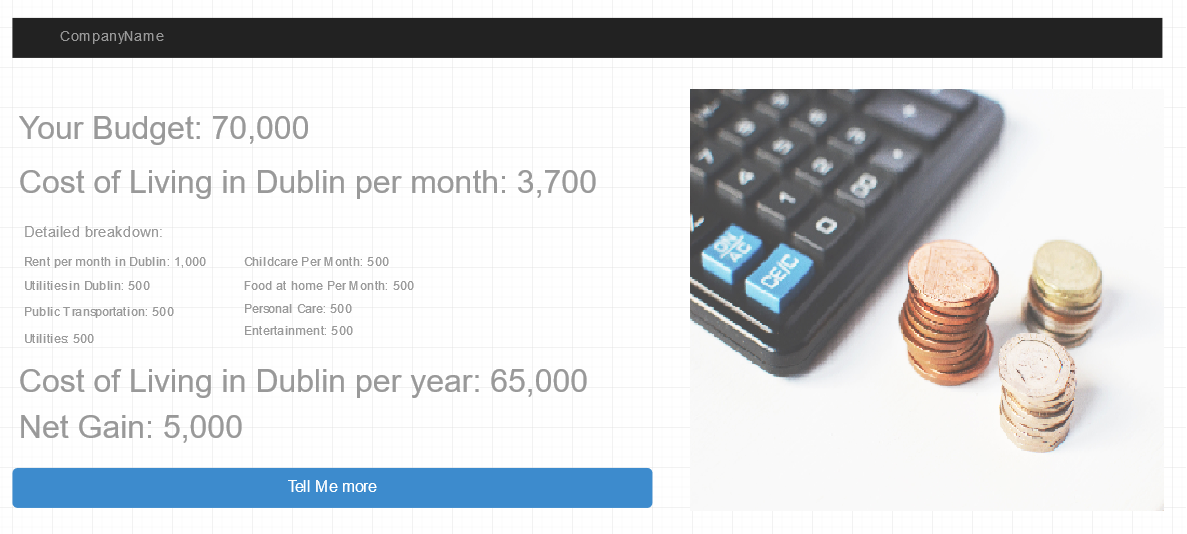 CompanyName
Your Budget: 70,000
Cost of Living in Dublin per month: 3,700
Detailed breakdown:
Rent per month in Dublin: 1,000
Utilities in Dublin: 500
Public Transportation: 500
Utilities: 500
Childcare Per Month: 500
Food at home Per Month: 500
Personal Care: 500
Entertainment: 500
Cost of Living in Dublin per year: 65,000
Net Gain: 5,000
Tell Me more